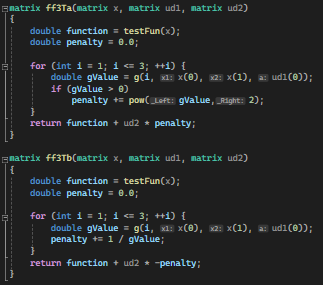 matrix ff3Ta(matrix x, matrix ud1, matrix ud2)
{
double function = testFun(x);
double penalty = 0.0;
for (int i = 1; i <= 3; ++i) {
double gValue = g(i, x1: x(0), x2: x(1), a: ud1(0));
if (gValue > 0)
penalty += pow(_Left: gValue, _Right: 2);
}
return function + ud2 * penalty;
}
matrix ff3Tb(matrix x, matrix ud1, matrix ud2)
{
double function = testFun(x);
double penalty = 0.0;
for (int i = 1; i <= 3; ++i) {
double gValue = g(i, x1: x(0), x2: x(1), a: ud1(0));
penalty += 1 / gValue;
}
return function + ud2 * -penalty;
}